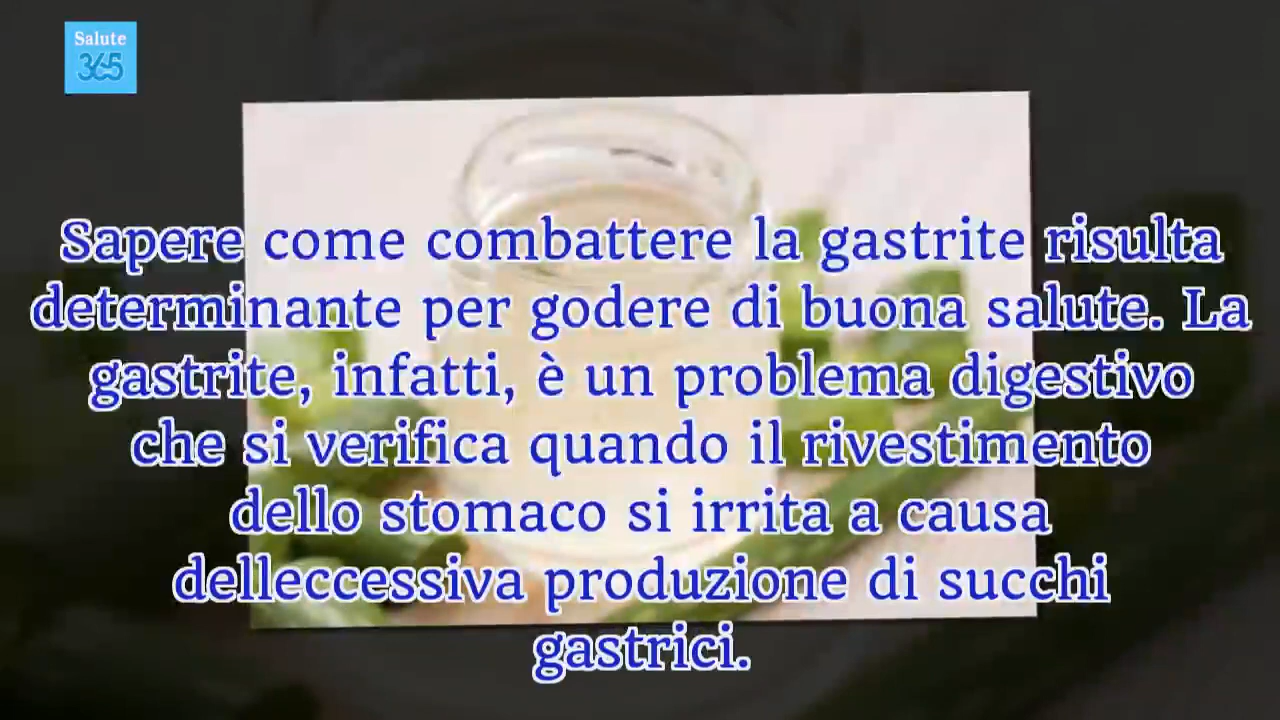 Salute
365
Sapere come combattere la gastrite risulta
determinante per godere di buona salute. La
gastrite, infatti, è un problema digestivo
che si verifica quando il rivestimento
dello stomaco si irrita a causa
delleccessiva produzione di succhi
gastrici.